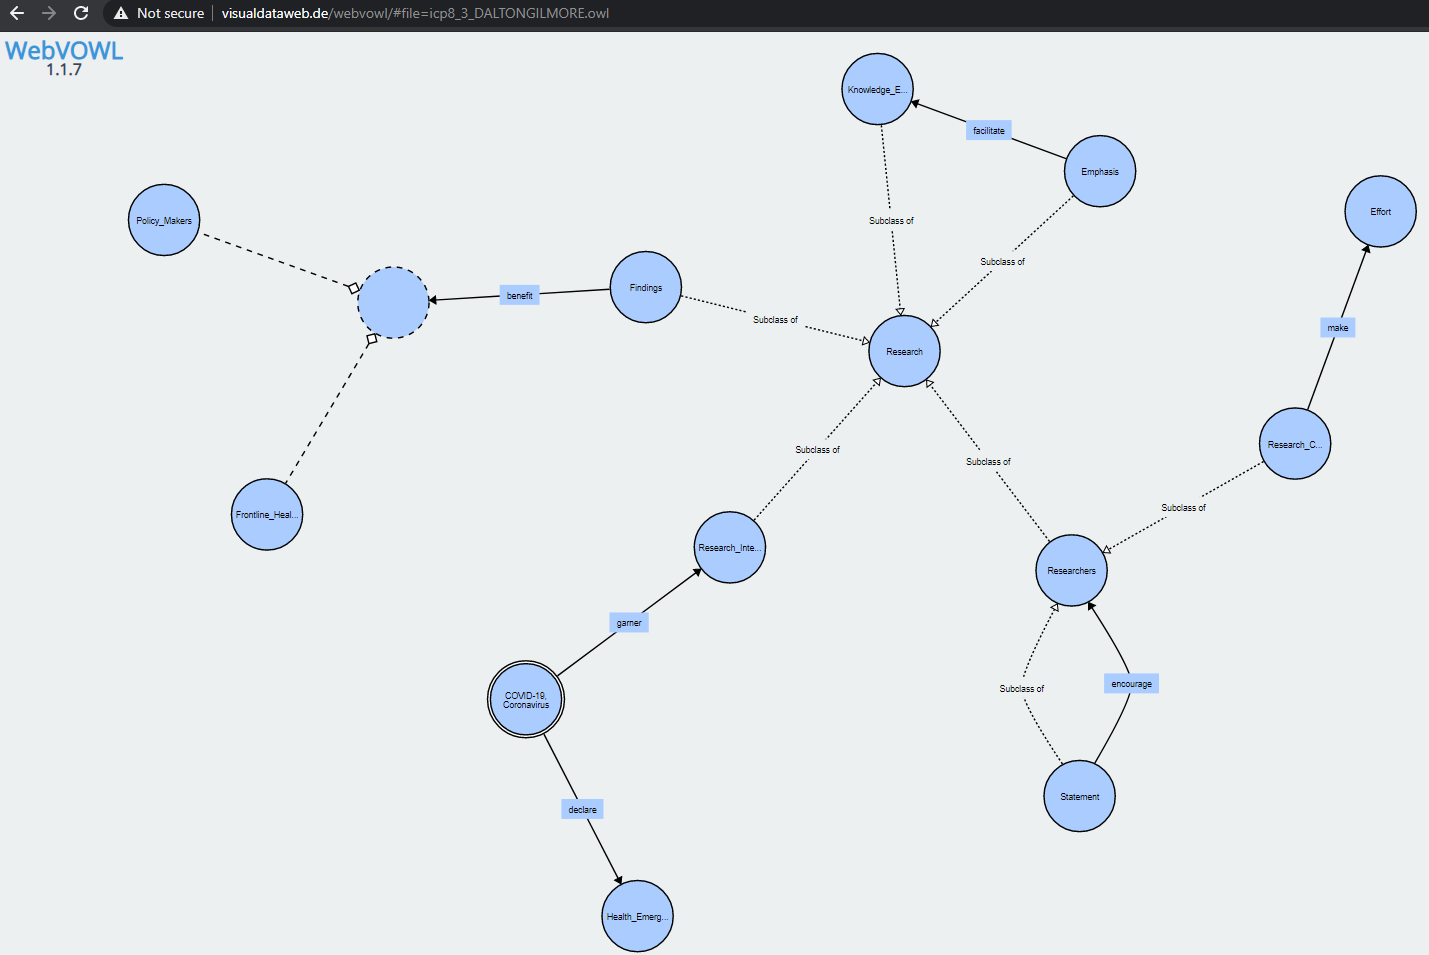 Not secure
visualdataweb.de/webvowl/#file=icp8_3_DALTONGILMORE.owl
WebVOWL
1.1.7
Knowledge_E...
facilitate
Emphasis
Policy_Makers
Effort
Subclass of
Subclass of
Findings
benefit
Subclass of
make
Research
Research_C...
Subclass of
Subclass of
Subclass of
Frontline_Heal...
Research_Inte...
Researchers
garner
encourage
Subclass of
COVID-19,
Coronavirus
Statement
declare
Health_Emerg...